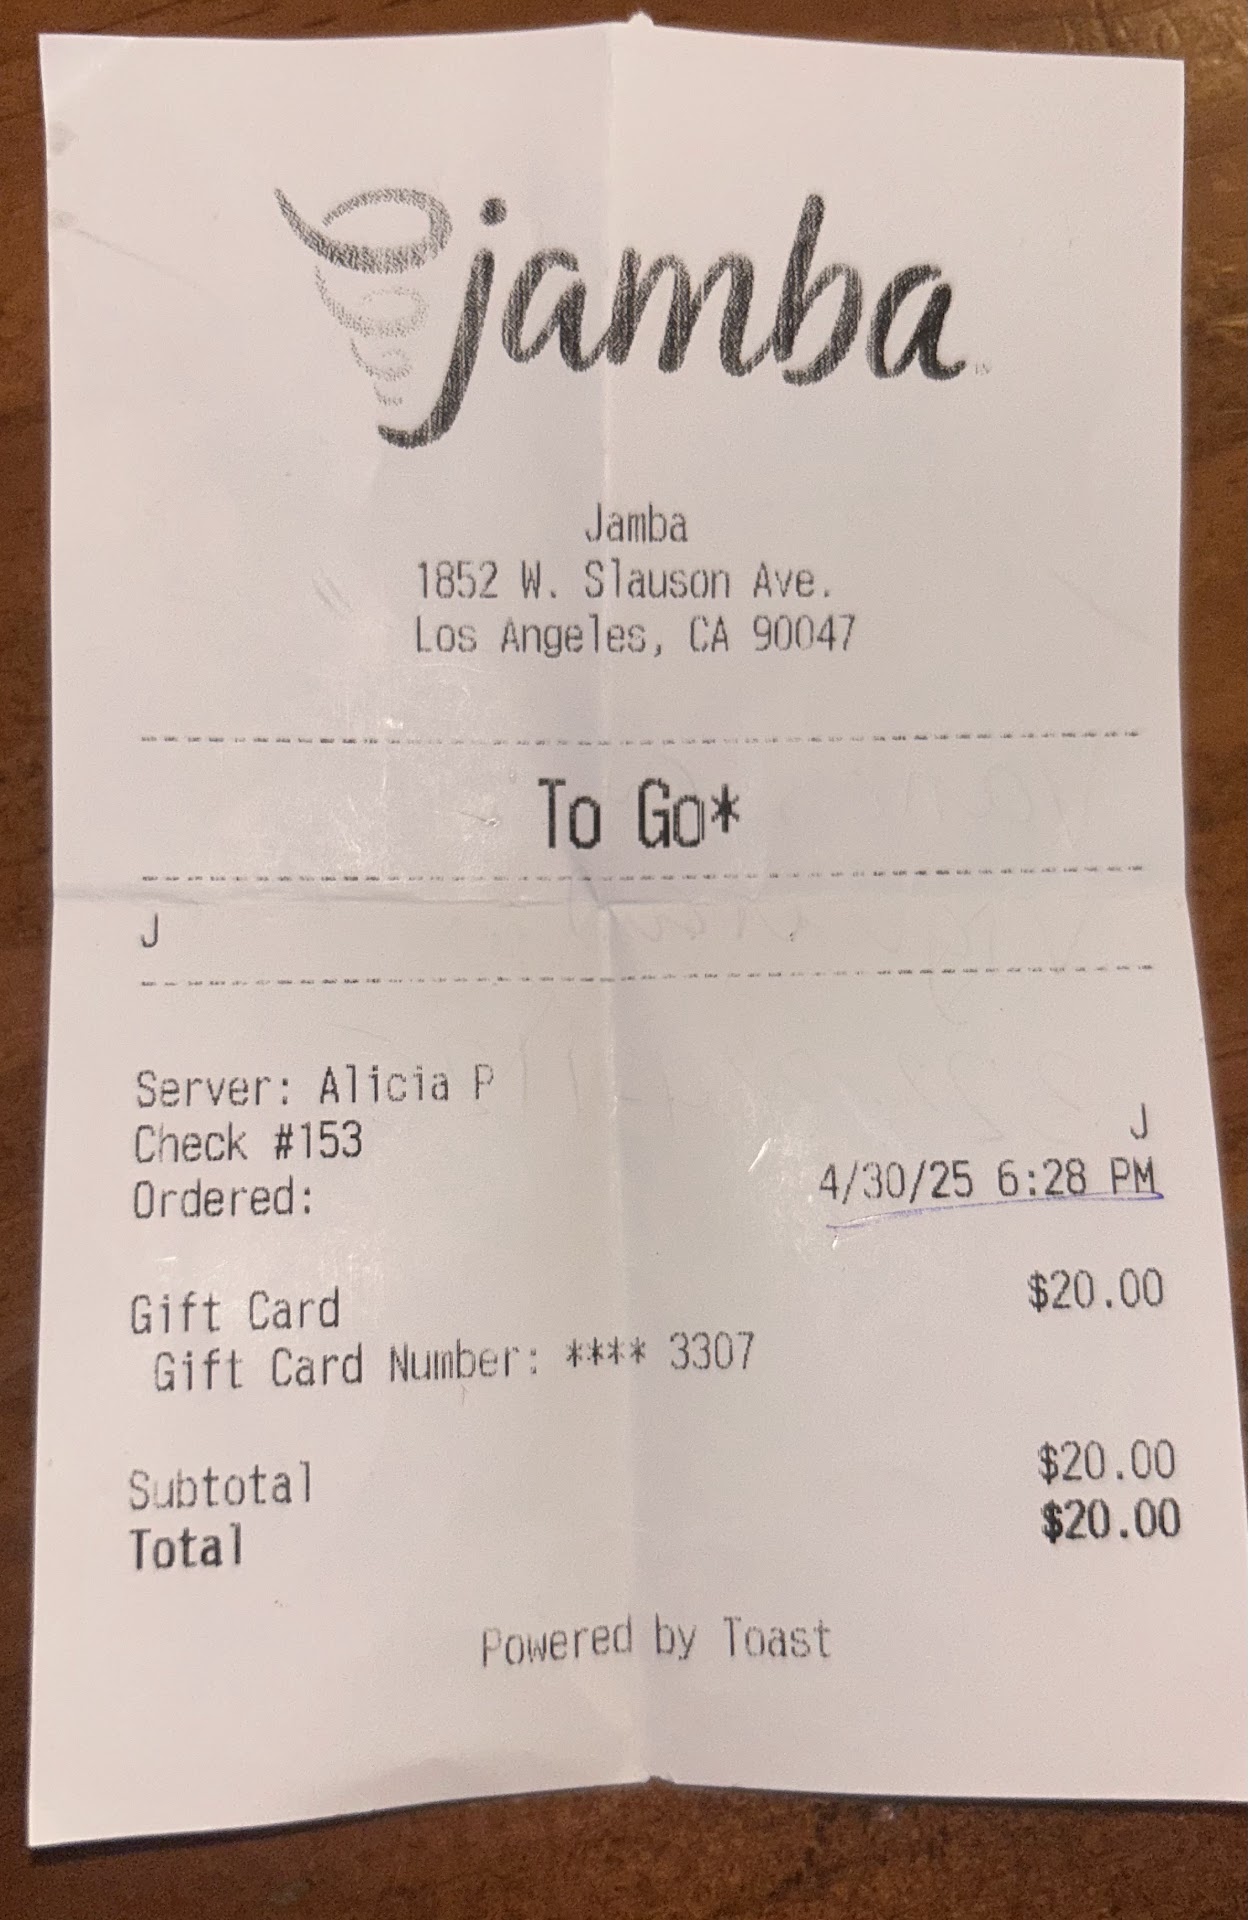 jamba
Jamba
1852 W. Slauson Ave.
Los Angeles, CA 90047
To Go*
J
Server: Alicia P
Check #153
J
Ordered: 4/30/25 6:28 PM
Gift Card $20.00
Gift Card Number: **** 3307
Subtotal $20.00
Total $20.00
Powered by Toast